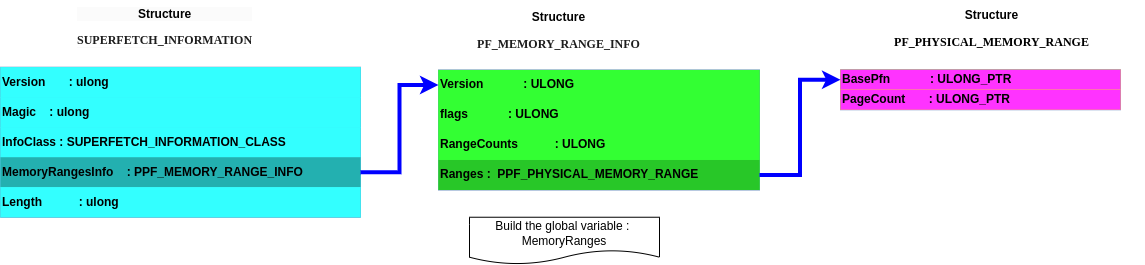 Structure
SUPERFETCH_INFORMATION
Version : ulong
Magic : ulong
InfoClass : SUPERFETCH_INFORMATION_CLASS
MemoryRangesInfo : PPF_MEMORY_RANGE_INFO
Length : ulong
Structure
PF_MEMORY_RANGE_INFO
Version : ULONG
flags : ULONG
RangeCounts : ULONG
Ranges : PPF_PHYSICAL_MEMORY_RANGE
Structure
PF_PHYSICAL_MEMORY_RANGE
BasePfn : ULONG_PTR
PageCount : ULONG_PTR
Build the global variable :
MemoryRanges